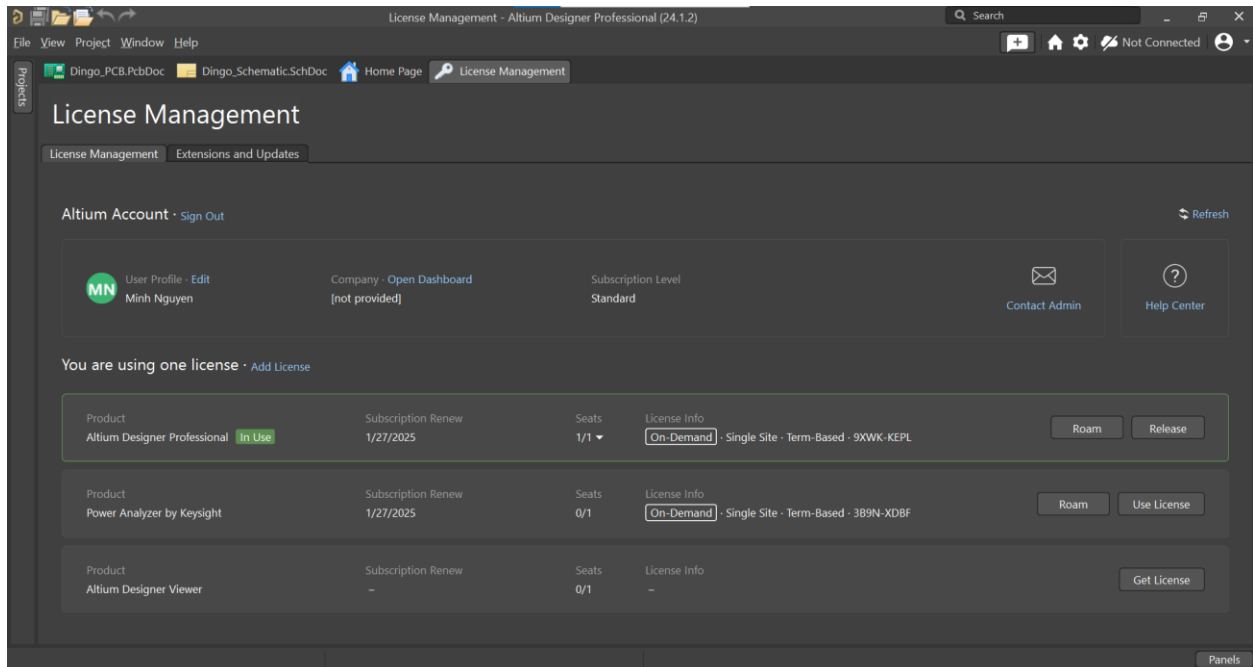 License Management - Altium Designer Professional (24.1.2)
Search
File View Project Window Help
Not Connected
Projects
Dingo_PCB.PcbDoc Dingo_Schematic.SchDoc Home Page License Management
License Management
License Management Extensions and Updates
Altium Account · Sign Out
Refresh
MN
User Profile · Edit
Minh Nguyen
Company · Open Dashboard
[not provided]
Subscription Level
Standard
Contact Admin
Help Center
You are using one license · Add License
Product Subscription Renew Seats License Info
Altium Designer Professional In Use 1/27/2025 1/1 On-Demand · Single Site · Term-Based · 9XWK-KEPL
Roam Release
Product Subscription Renew Seats License Info
Power Analyzer by Keysight 1/27/2025 0/1 On-Demand · Single Site · Term-Based · 3B9N-XDBF
Roam Use License
Product Subscription Renew Seats License Info
Altium Designer Viewer – 0/1 –
Get License
Panels